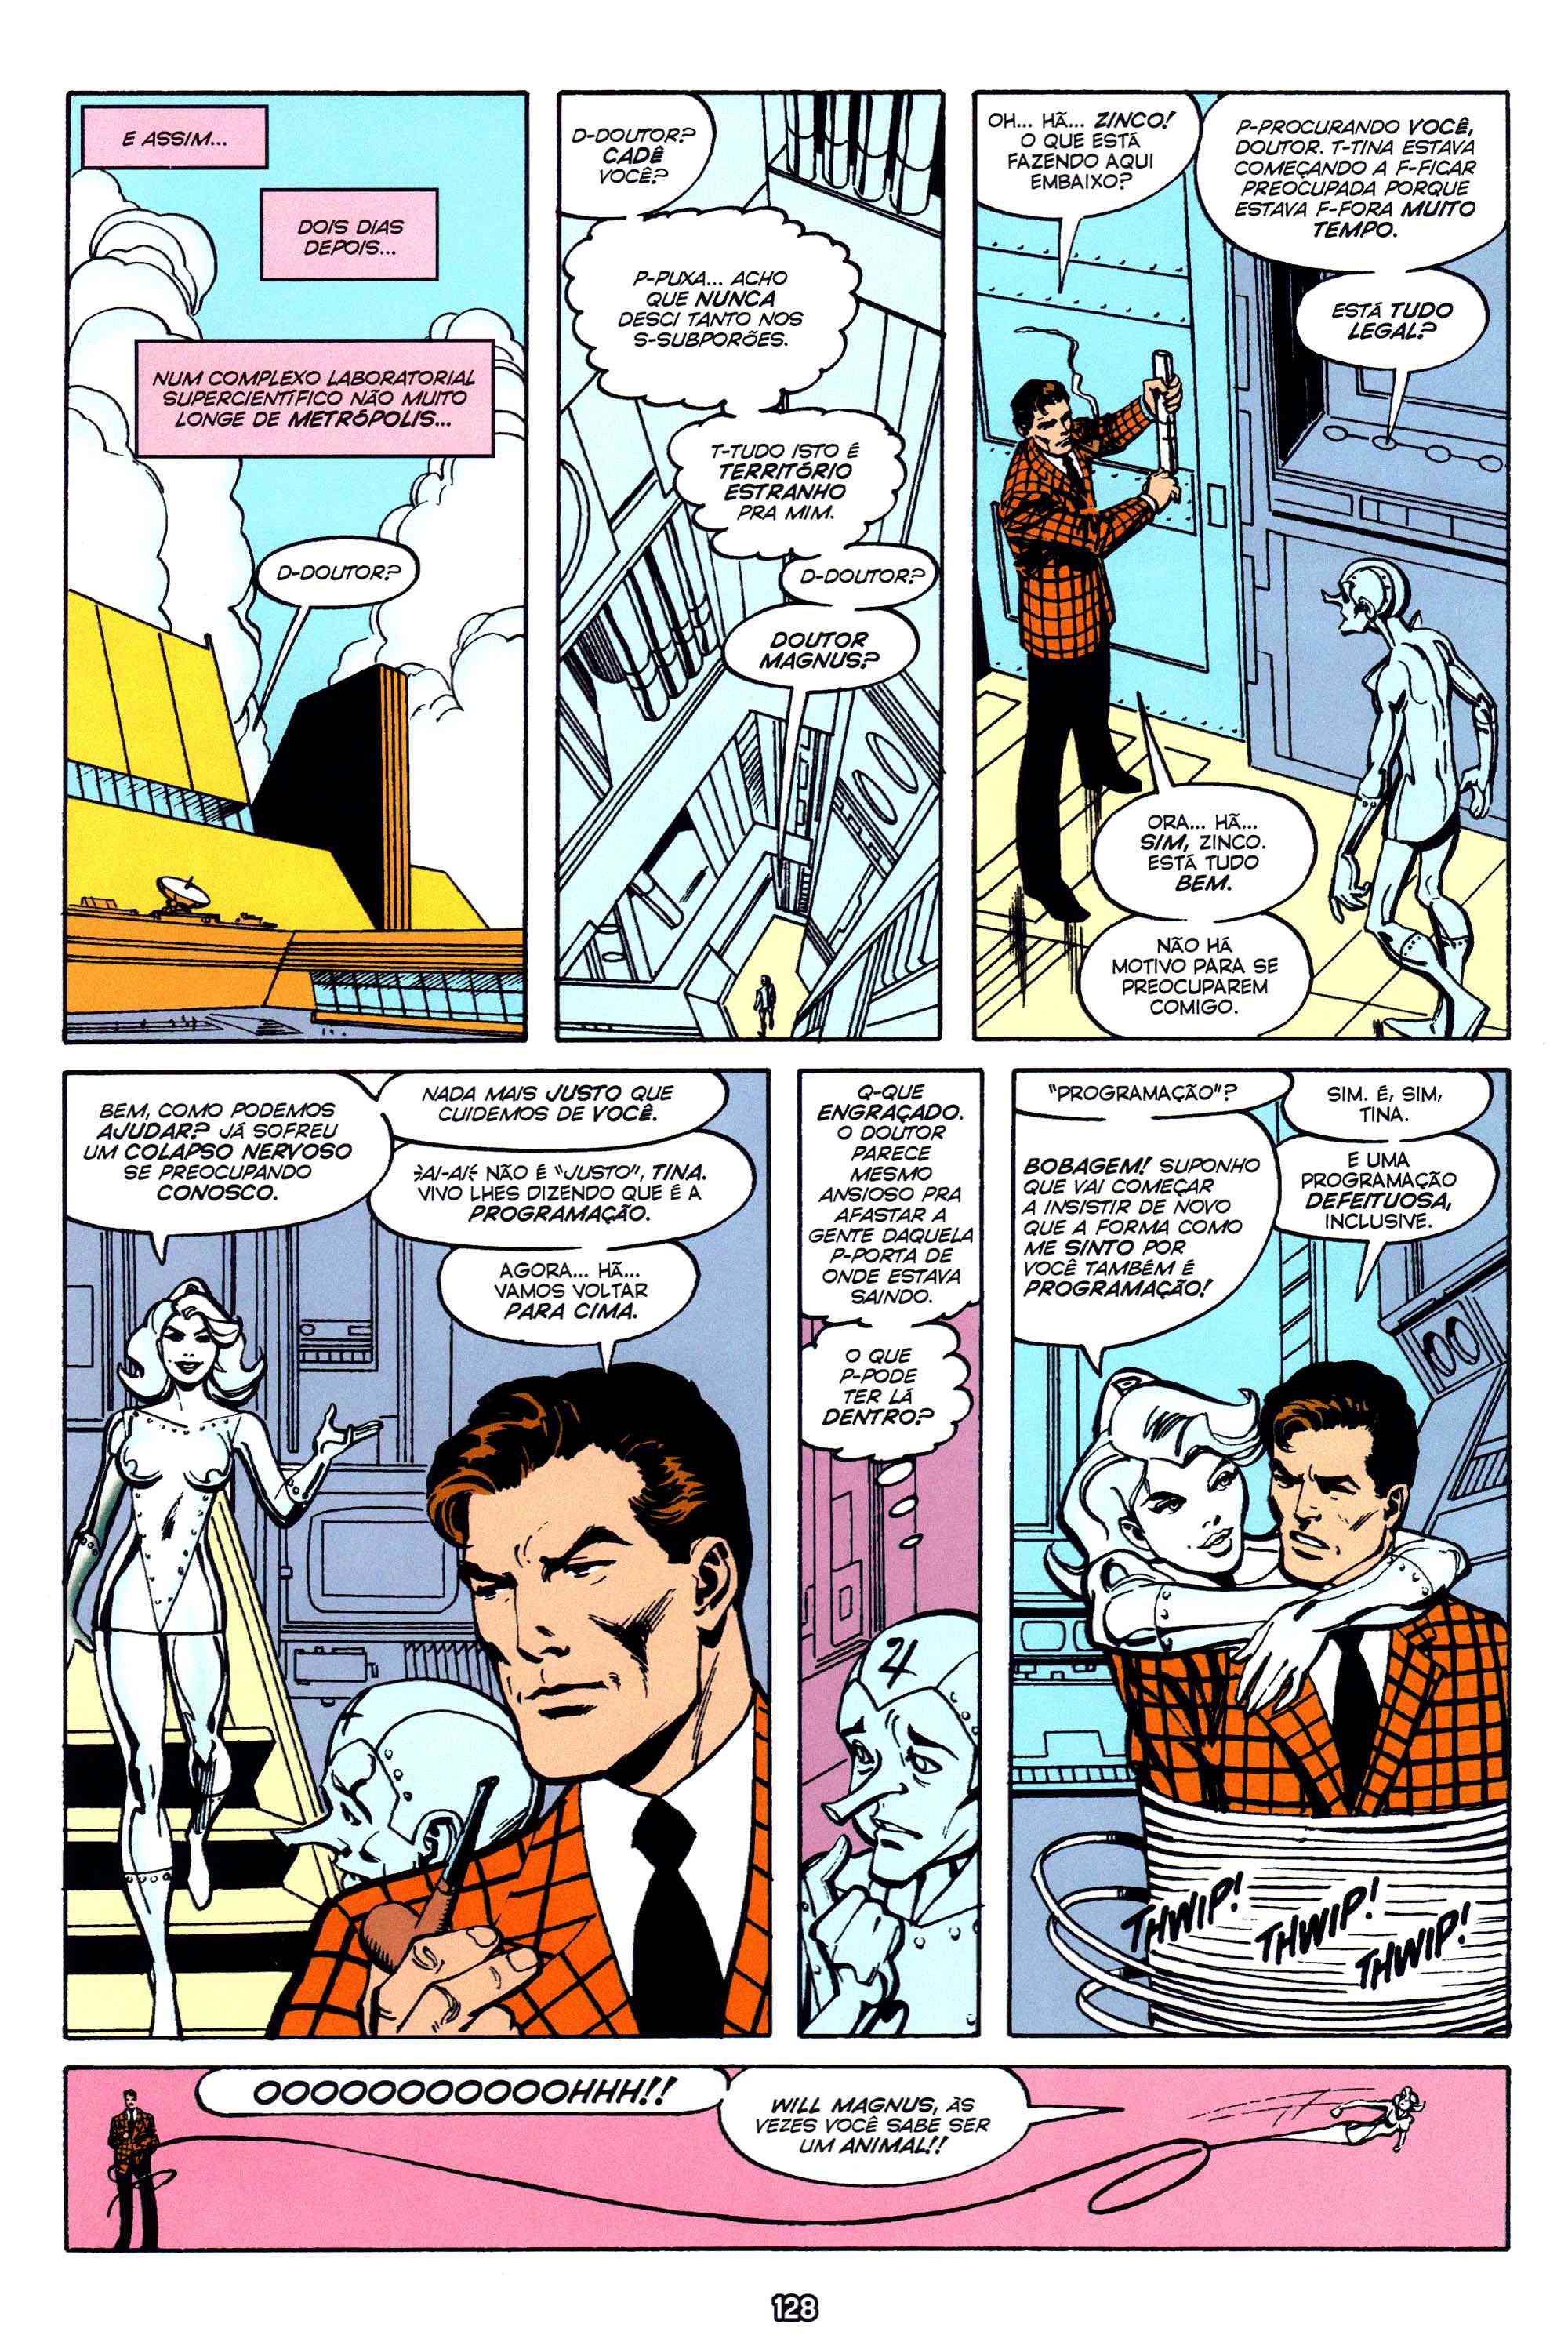 E ASSIM...
DOIS DIAS
DEPOIS...
NUM COMPLEXO LABORATORIAL
SUPERCIENTÍFICO NÃO MUITO
LONGE DE METRÓPOLIS...
D-DOUTOR?
D-DOUTOR?
CADÊ
VOCÊ?
P-PUXA... ACHO
QUE NUNCA
DESCI TANTO NOS
S-SUBPORÕES.
T-TUDO ISTO É
TERRITÓRIO
ESTRANHO
PRA MIM.
D-DOUTOR?
DOUTOR
MAGNUS?
OH... HÃ... ZINCO!
O QUE ESTÁ
FAZENDO AQUI
EMBAIXO?
P-PROCURANDO VOCÊ,
DOUTOR. T-TINA ESTAVA
COMEÇANDO A F-FICAR
PREOCUPADA PORQUE
ESTAVA F-FORA MUITO
TEMPO.
ESTÁ TUDO
LEGAL?
ORA... HÃ...
SIM, ZINCO.
ESTÁ TUDO
BEM.
NÃO HÁ
MOTIVO PARA SE
PREOCUPAREM
COMIGO.
BEM, COMO PODEMOS
AJUDAR? JÁ SOFREU
UM COLAPSO NERVOSO
SE PREOCUPANDO
CONOSCO.
NADA MAIS JUSTO QUE
CUIDEMOS DE VOCÊ.
AI-AI NÃO É "JUSTO", TINA.
VIVO LHES DIZENDO QUE É A
PROGRAMAÇÃO.
AGORA... HÃ...
VAMOS VOLTAR
PARA CIMA.
Q-QUE
ENGRAÇADO.
O DOUTOR
PARECE
MESMO
ANSIOSO PRA
AFASTAR A
GENTE DAQUELA
P-PORTA DE
ONDE ESTAVA
SAINDO.
O QUE
P-PODE
TER LÁ
DENTRO?
"PROGRAMAÇÃO"?
BOBAGEM! SUPONHO
QUE VAI COMEÇAR
A INSISTIR DE NOVO
QUE A FORMA COMO
ME SINTO POR
VOCÊ TAMBÉM É
PROGRAMAÇÃO!
SIM. É, SIM,
TINA.
E UMA
PROGRAMAÇÃO
DEFEITUOSA,
INCLUSIVE.
THWIP!
THWIP!
THWIP!
OOOOOOOOOOOHHH!!
WILL MAGNUS, ÀS
VEZES VOCÊ SABE SER
UM ANIMAL!!
128